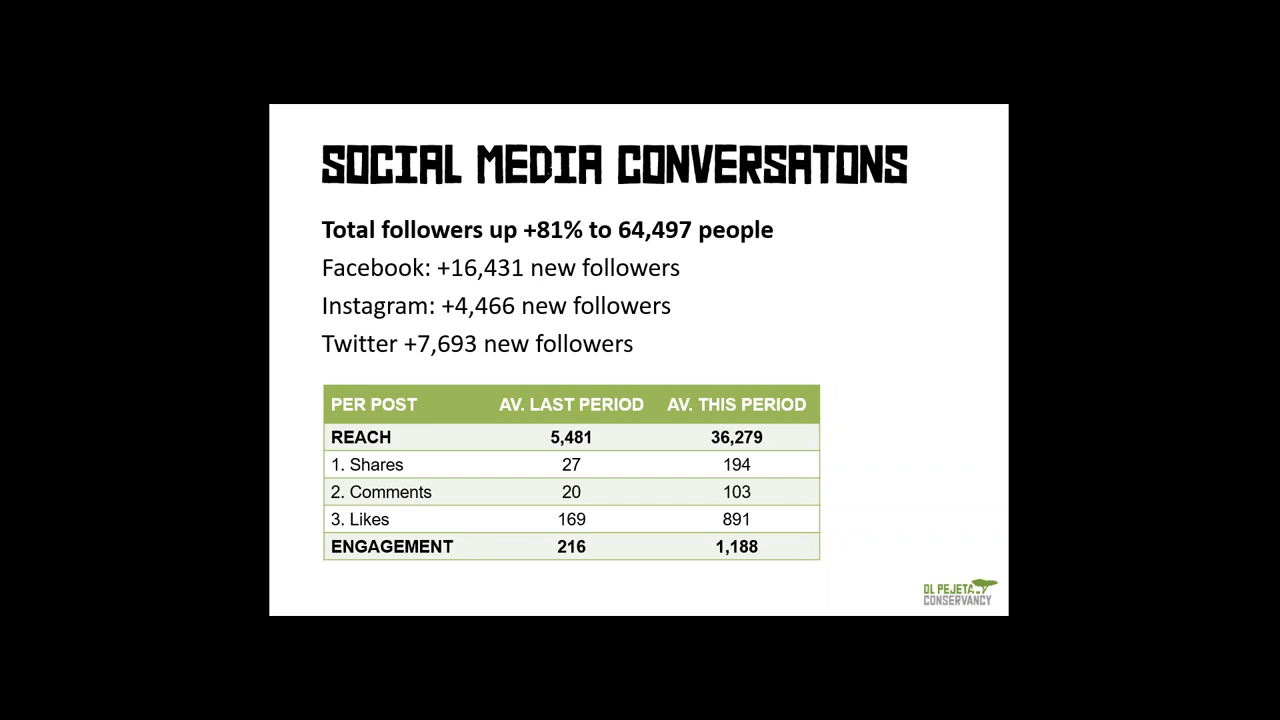 SOCIAL MEDIA CONVERSATONS
Total followers up +81% to 64,497 people
Facebook: +16,431 new followers
Instagram: +4,466 new followers
Twitter +7,693 new followers
PER POST AV. LAST PERIOD AV. THIS PERIOD
REACH 5,481 36,279
1. Shares 27 194
2. Comments 20 103
3. Likes 169 891
ENGAGEMENT 216 1,188
OL PEJETA
CONSERVANCY